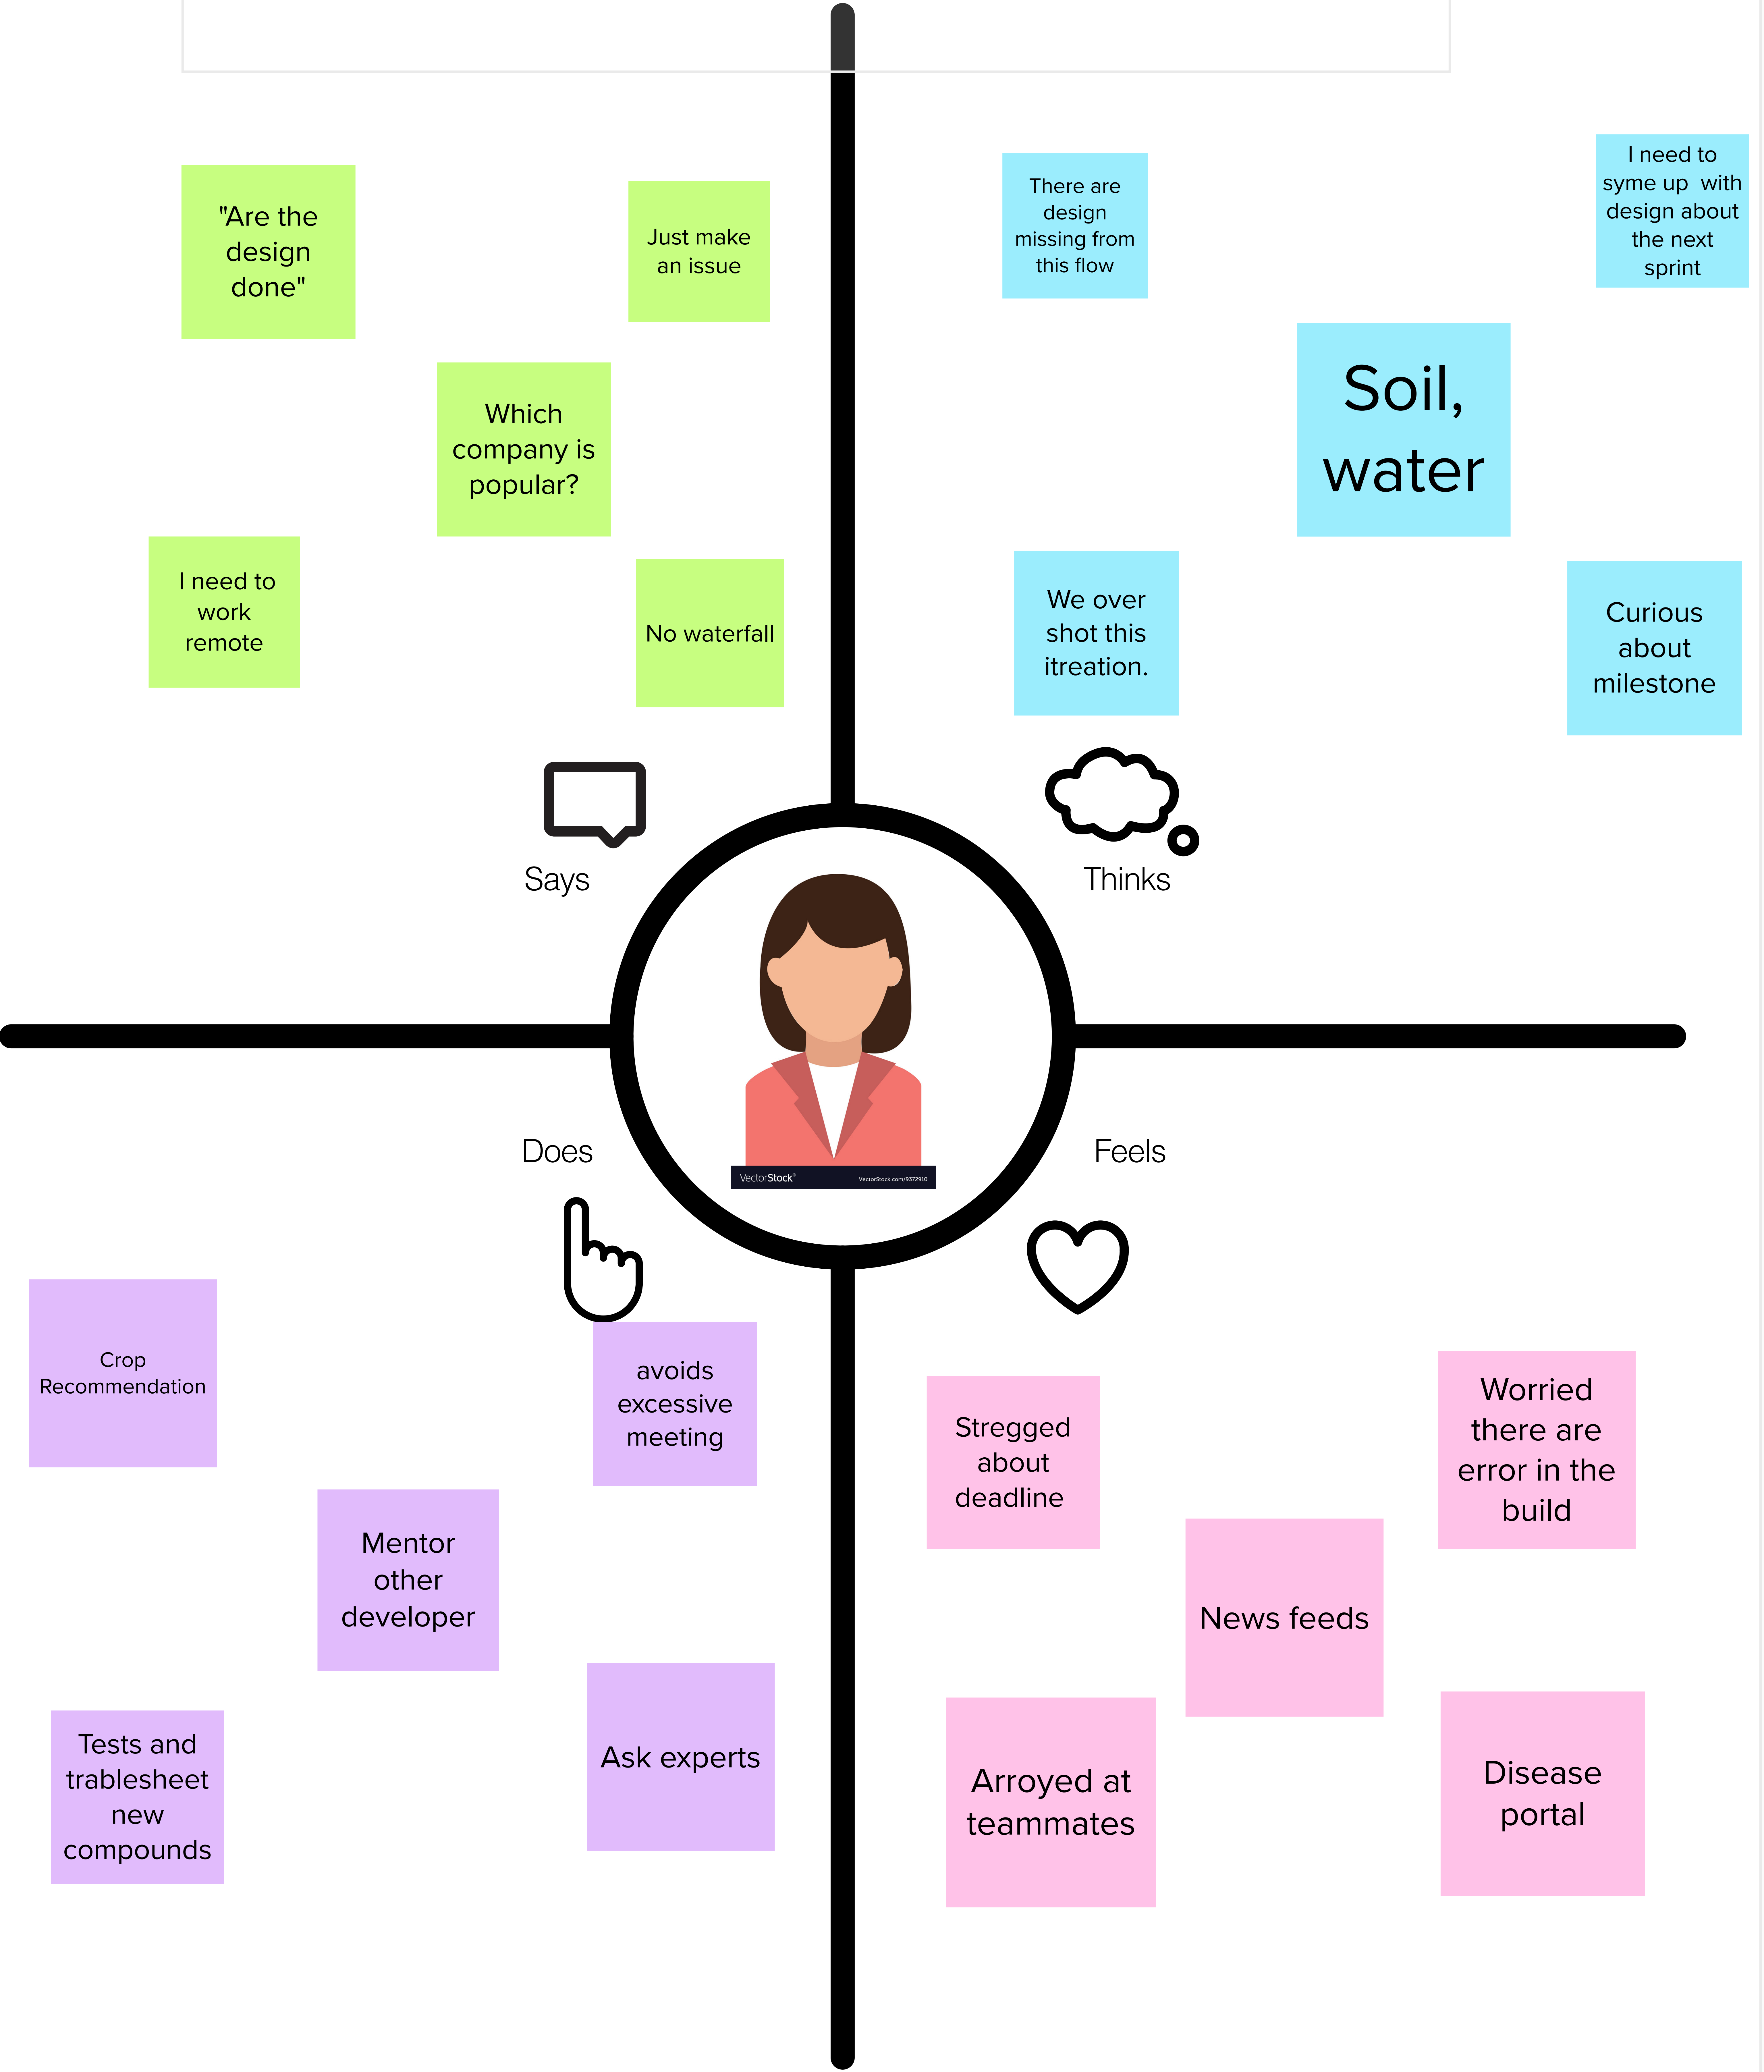 "Are the
design
done"
Just make
an issue
Which
company is
popular?
I need to
work
remote
No waterfall
Says
There are
design
missing from
this flow
I need to
syme up  with
design about
the next
sprint
Soil,
water
We over
shot this
itreation.
Curious
about
milestone
Thinks
VectorStock®
VectorStock.com/9372910
Does
Crop
Recommendation
avoids
excessive
meeting
Mentor
other
developer
Tests and
trablesheet
new
compounds
Ask experts
Feels
Stregged
about
deadline
Worried
there are
error in the
build
News feeds
Arroyed at
teammates
Disease
portal